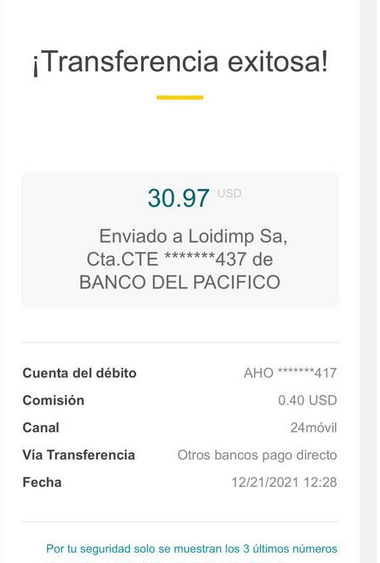 ¡Transferencia exitosa!
30.97 USD
Enviado a Loidimp Sa,
Cta.CTE *******437 de
BANCO DEL PACIFICO
Cuenta del débito AHO *******417
Comisión 0.40 USD
Canal 24móvil
Vía Transferencia Otros bancos pago directo
Fecha 12/21/2021 12:28
Por tu seguridad solo se muestran los 3 últimos números